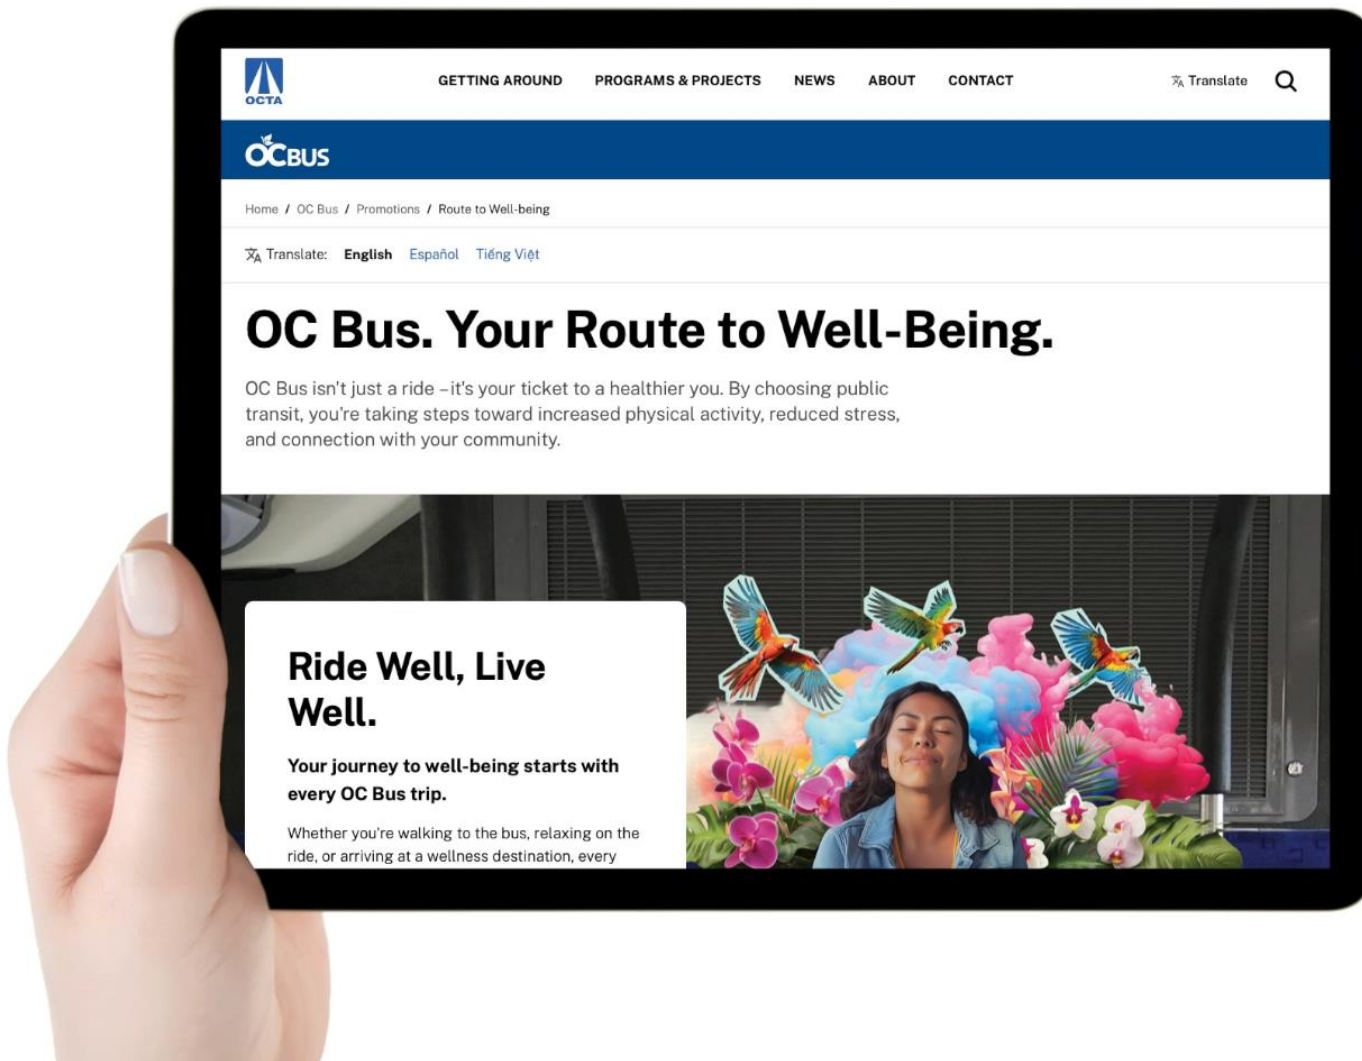 OCTA
GETTING AROUND PROGRAMS & PROJECTS NEWS ABOUT CONTACT Translate
OC BUS
Home / OC Bus / Promotions / Route to Well-being
Translate: English Español Tiếng Việt
OC Bus. Your Route to Well-Being.
OC Bus isn't just a ride – it's your ticket to a healthier you. By choosing public
transit, you're taking steps toward increased physical activity, reduced stress,
and connection with your community.
Ride Well, Live
Well.
Your journey to well-being starts with
every OC Bus trip.
Whether you're walking to the bus, relaxing on the
ride, or arriving at a wellness destination, every